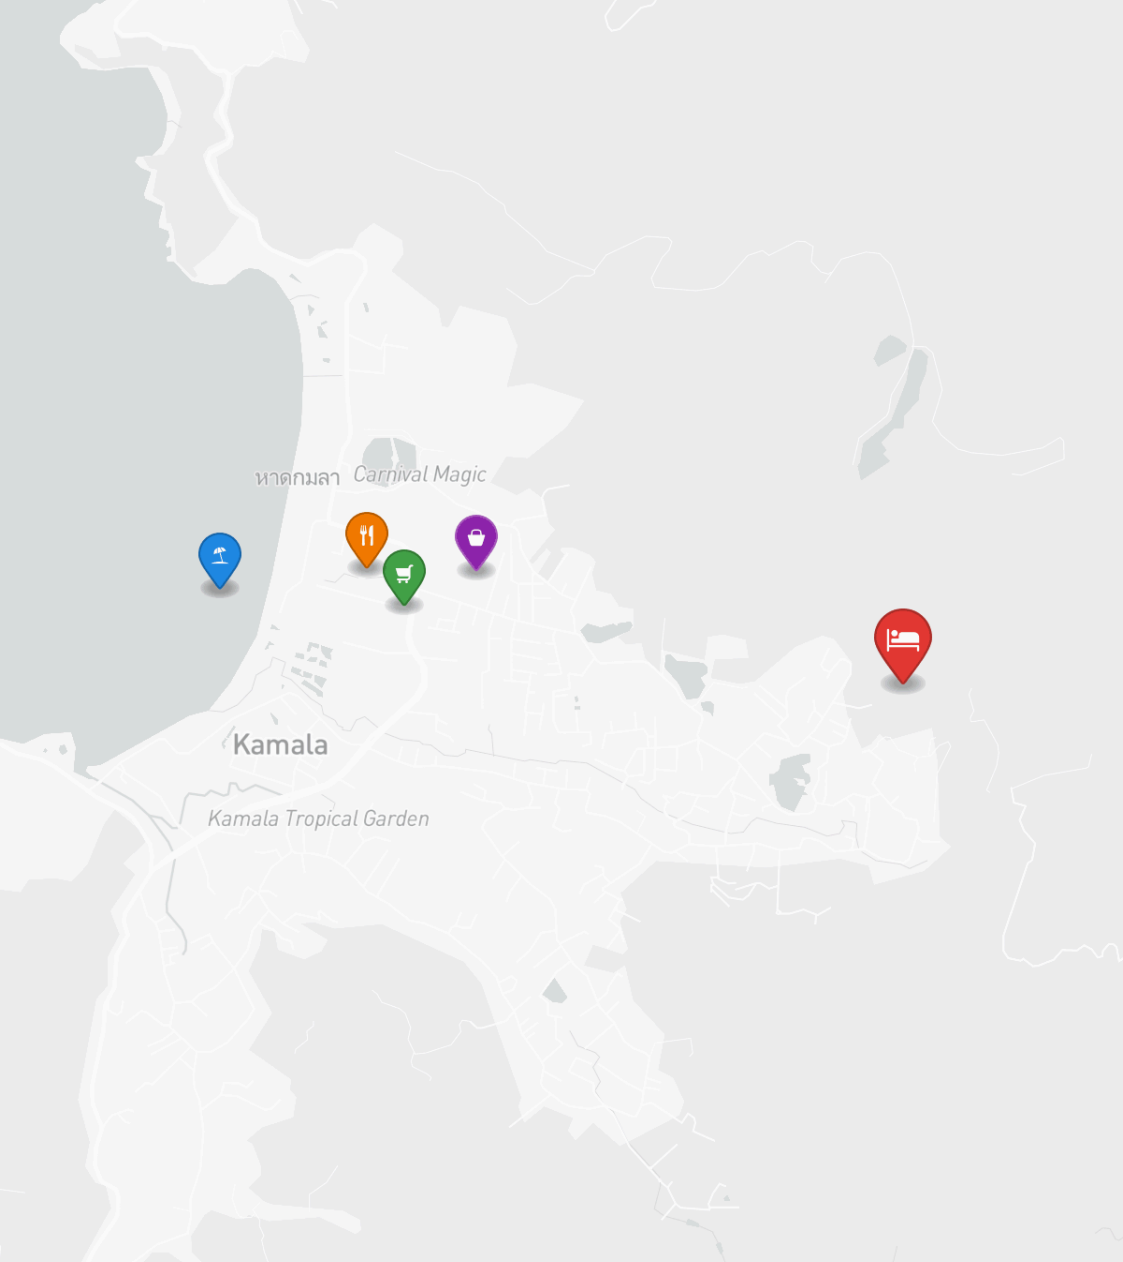 หาดกมลา
Carnival Magic
Kamala
Kamala Tropical Garden